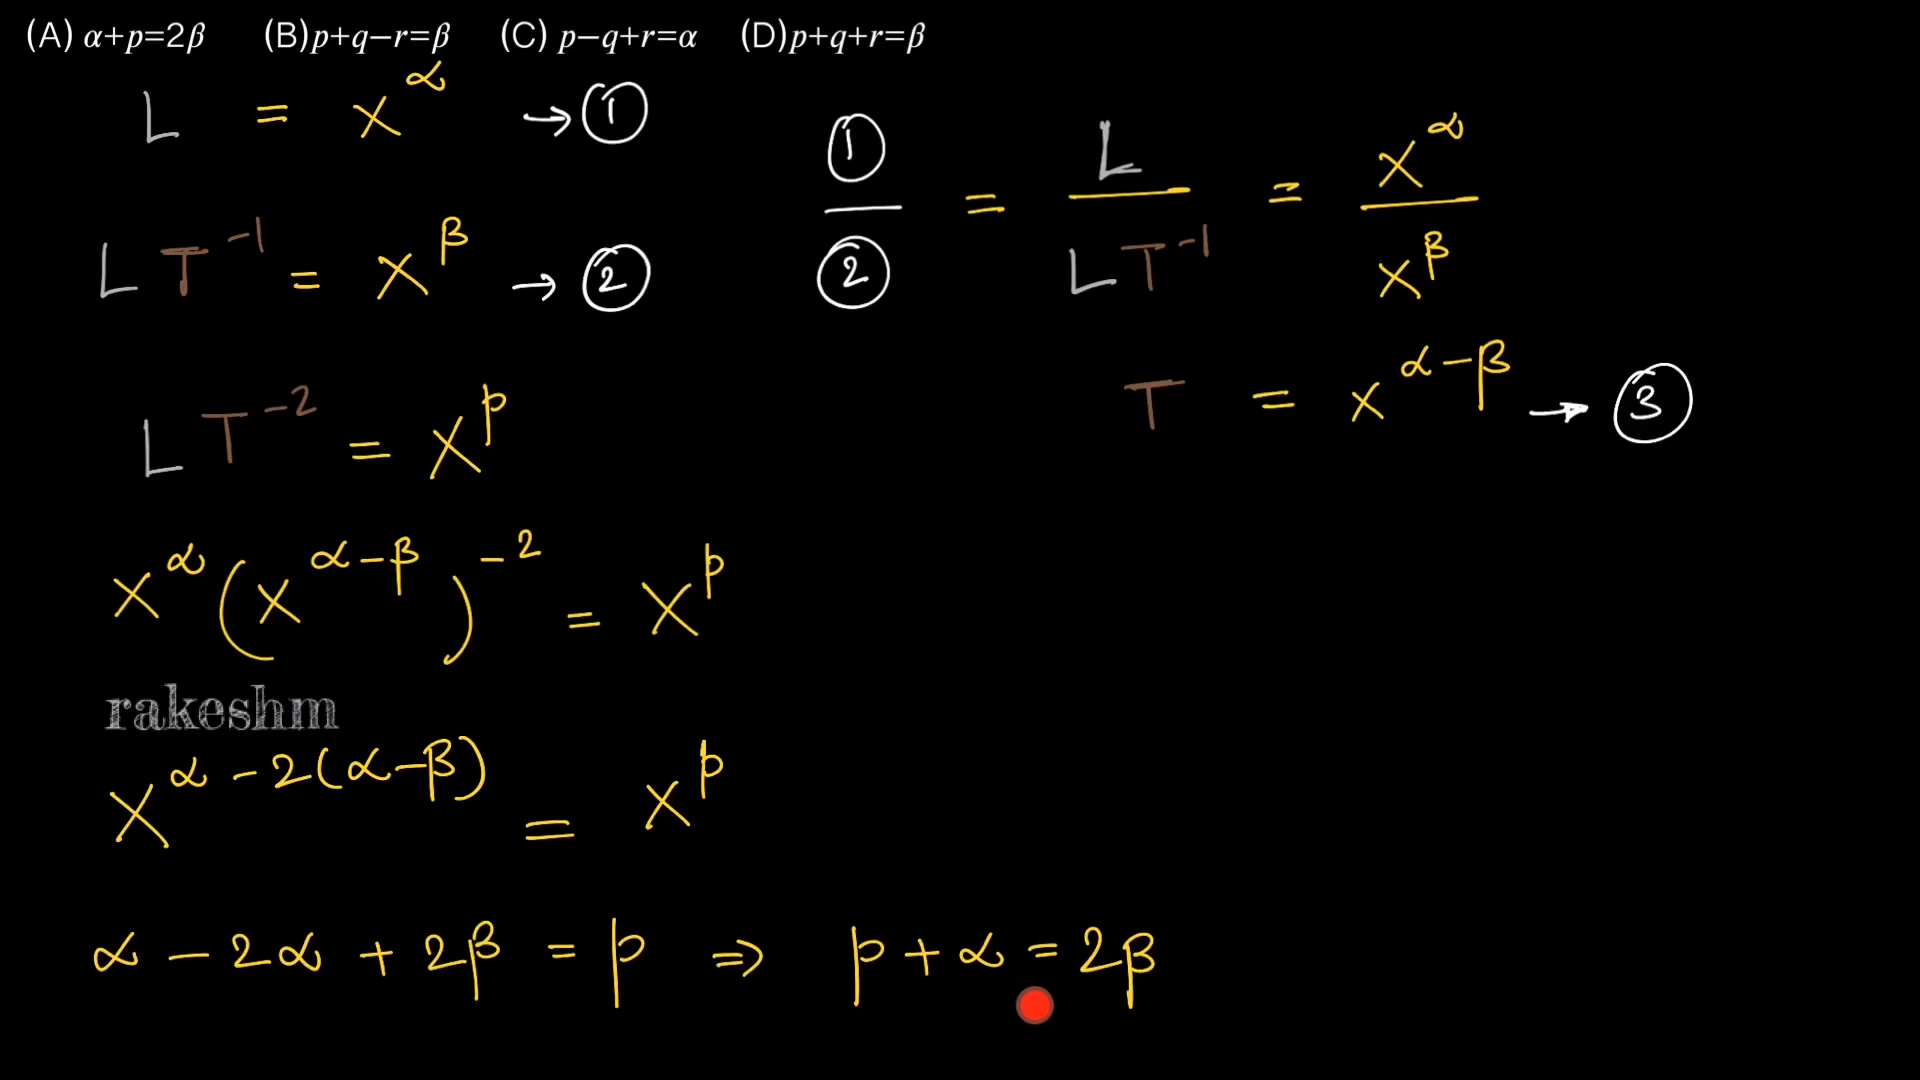 (A) α+p=2β (B)p+q−r=β (C) p−q+r=α (D)p+q+r=β
L = X^α → ①
LT^-1 = X^β → ②
LT^-2 = X^p
X^α (X^α-β)^-2 = X^p
rakeshm
X^α-2(α-β) = X^p
α - 2α + 2β = p ⇒ p + α = 2β
①/② = L/LT^-1 = X^α/X^β
T = X^α-β → ③